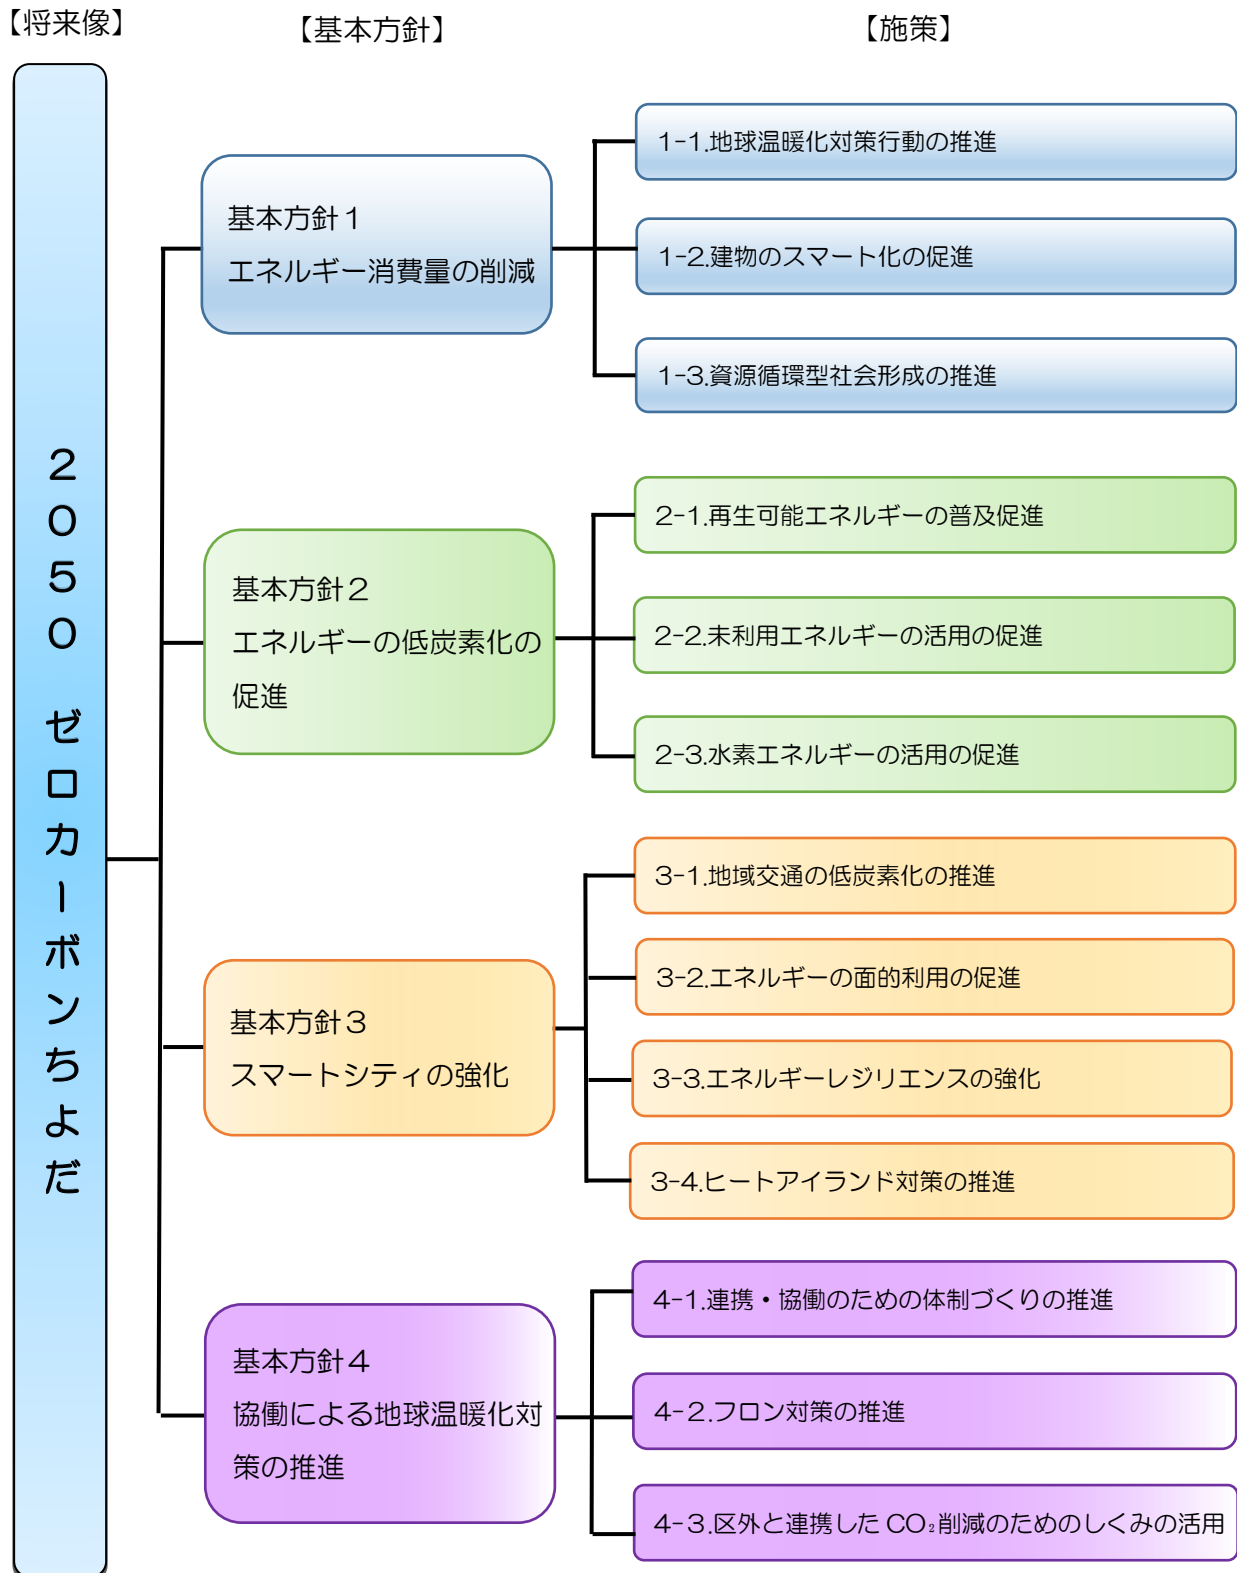 【将来像】
【基本方針】
【施策】
２０５０ ゼロカーボンちよだ
基本方針１
エネルギー消費量の削減
1-1.地球温暖化対策行動の推進
1-2.建物のスマート化の促進
1-3.資源循環型社会形成の推進
基本方針２
エネルギーの低炭素化の
促進
2-1.再生可能エネルギーの普及促進
2-2.未利用エネルギーの活用の促進
2-3.水素エネルギーの活用の促進
基本方針３
スマートシティの強化
3-1.地域交通の低炭素化の推進
3-2.エネルギーの面的利用の促進
3-3.エネルギーレジリエンスの強化
3-4.ヒートアイランド対策の推進
基本方針４
協働による地球温暖化対
策の推進
4-1.連携・協働のための体制づくりの推進
4-2.フロン対策の推進
4-3.区外と連携した CO₂削減のためのしくみの活用